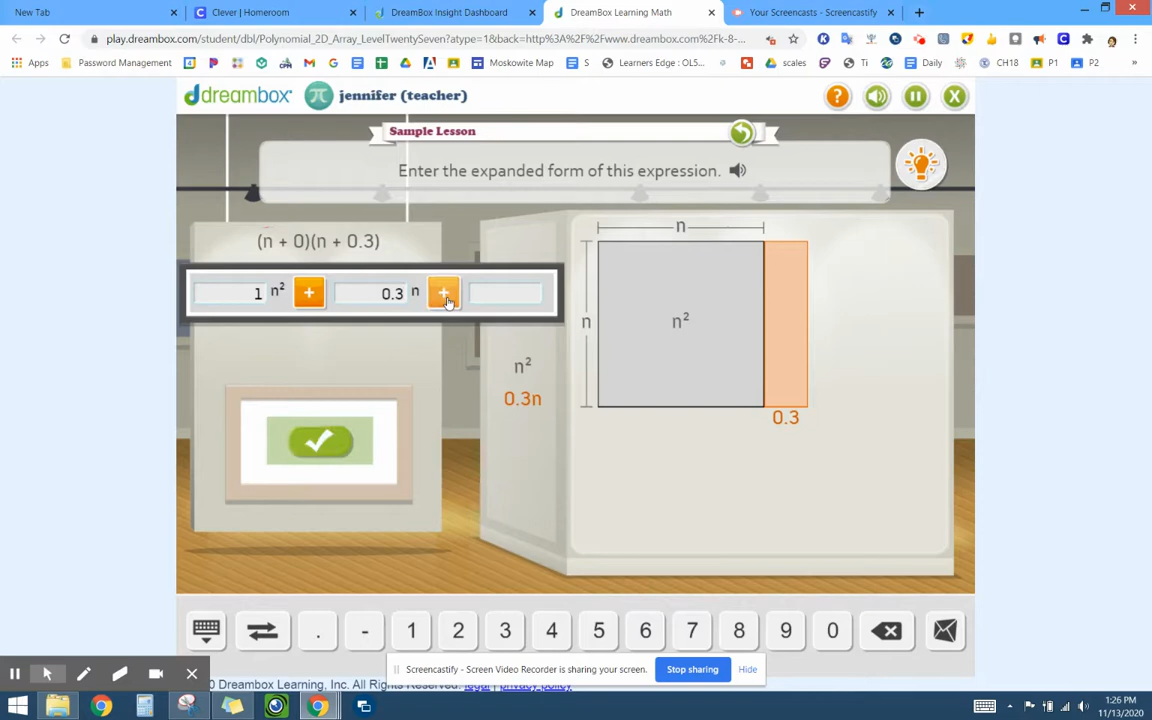 New Tab
Clever | Homeroom
DreamBox Insight Dashboard
DreamBox Learning Math
Your Screencasts - Screencastify
play.dreambox.com/student/dbl/Polynomial_2D_Array_LevelTwentySeven?atype=1&back=http%3A%2F%2Fwww.dreambox.com%2Fk-8-...
Apps
Password Management
Moskowite Map
S
Learners Edge : OL5...
scales
Ti
Daily
CH18
P1
P2
dreambox
π
jennifer (teacher)
?
X
Sample Lesson
Enter the expanded form of this expression.
(n + 0)(n + 0.3)
1 n² + 0.3 n +
n²
0.3n
n
n
n²
0.3
. - 1 2 3 4 5 6 7 8 9 0
Screencastify - Screen Video Recorder is sharing your screen.
Stop sharing
Hide
0 Dreambox Learning, Inc. All Rights Reserved. legal | privacy policy
1:26 PM
11/13/2020